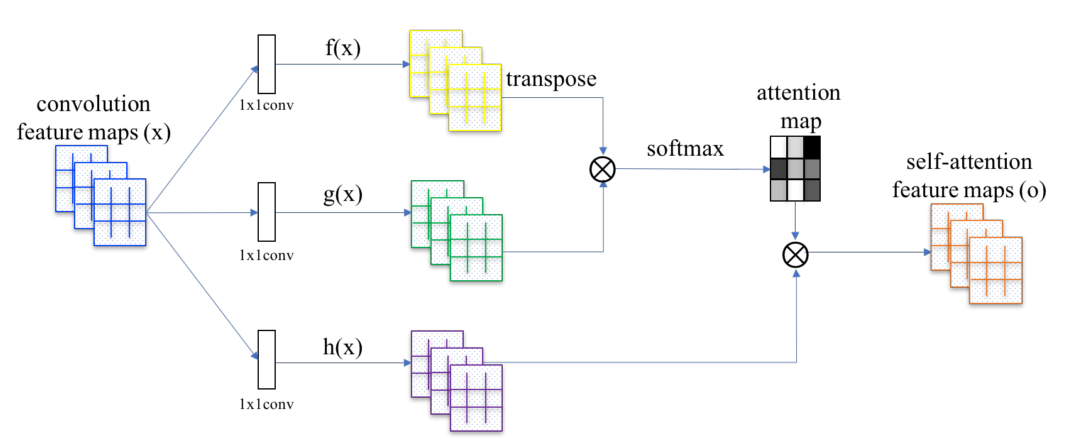 convolution
feature maps (x)
f(x)
1x1conv
transpose
g(x)
1x1conv
h(x)
1x1conv
softmax
attention
map
self-attention
feature maps (o)